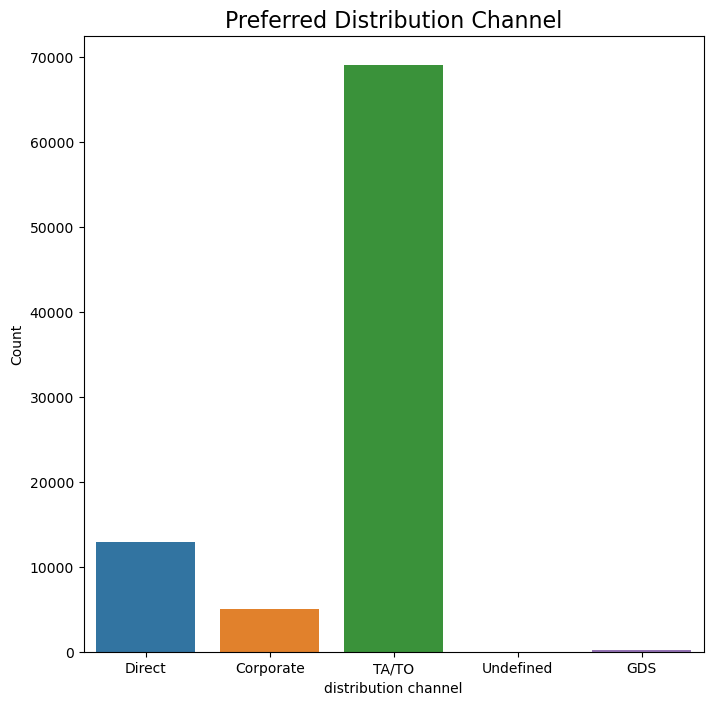 Preferred Distribution Channel
70000
60000
50000
40000
30000
20000
10000
0
Count
Direct
Corporate
TA/TO
Undefined
GDS
distribution channel